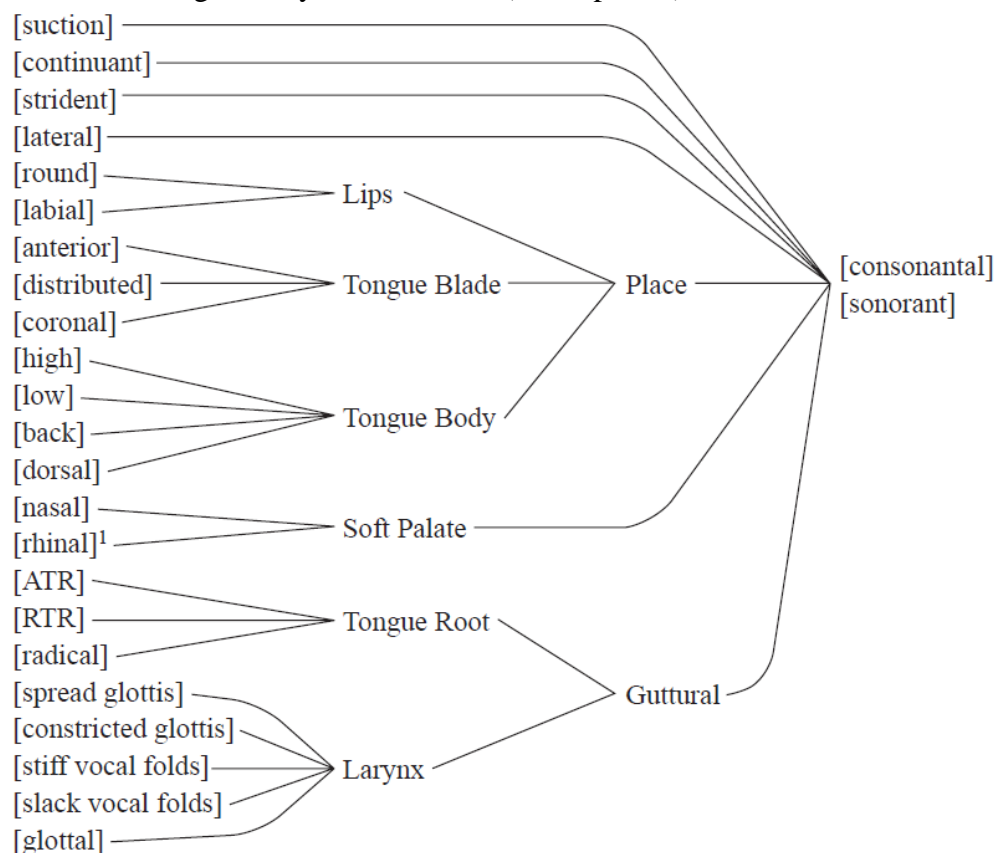 [suction]
[continuant]
[strident]
[lateral]
[round]
[labial]
Lips
[anterior]
[distributed]
[coronal]
Tongue Blade
Place
[consonantal]
[sonorant]
[high]
[low]
[back]
[dorsal]
Tongue Body
[nasal]
[rhinal]1
Soft Palate
[ATR]
[RTR]
[radical]
Tongue Root
[spread glottis]
[constricted glottis]
[stiff vocal folds]
[slack vocal folds]
[glottal]
Larynx
Guttural